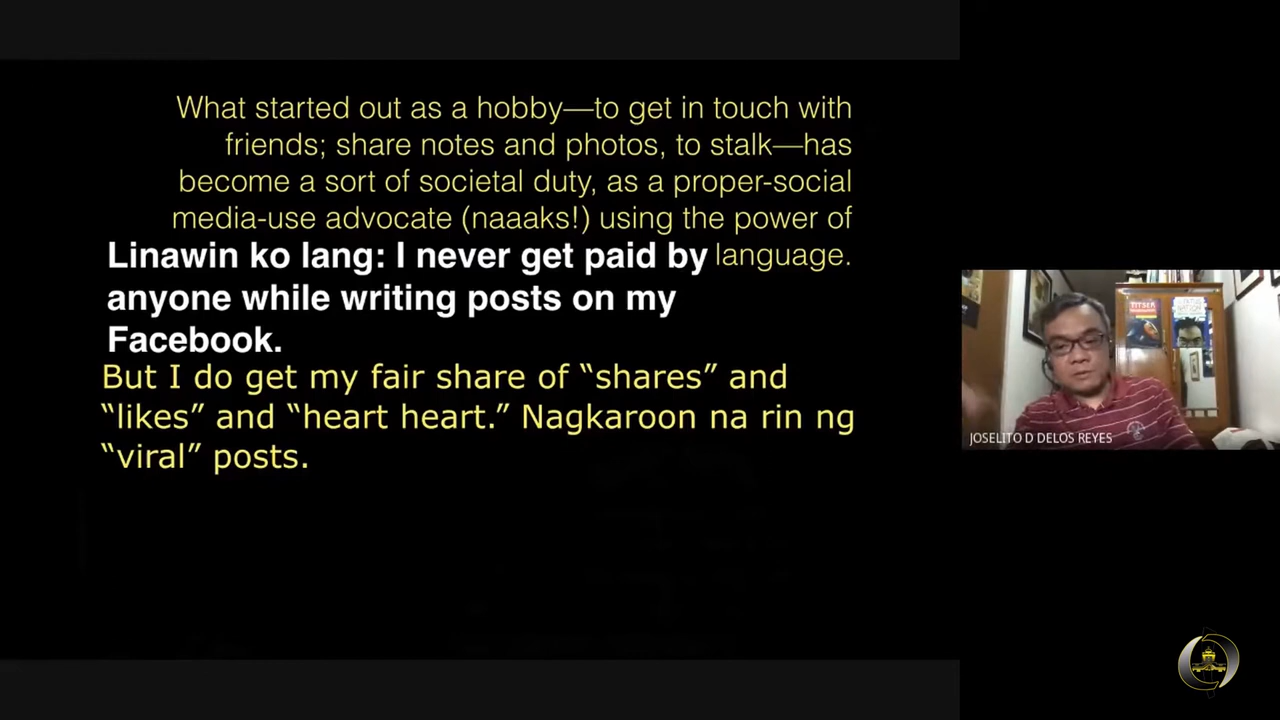 What started out as a hobby—to get in touch with
friends; share notes and photos, to stalk—has
become a sort of societal duty, as a proper-social
media-use advocate (naaaks!) using the power of
language.
Linawin ko lang: I never get paid by
anyone while writing posts on my
Facebook.
But I do get my fair share of “shares” and
“likes” and “heart heart.” Nagkaroon na rin ng
“viral” posts.
TITSER
JOSELITO D DELOS REYES